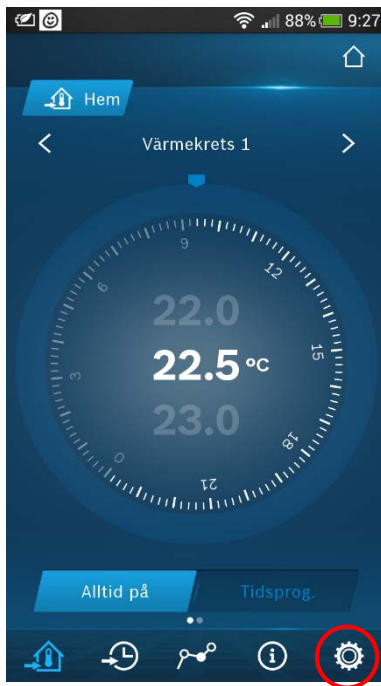 88% 9:27
Hem
Värmekrets 1
9
12
6
22.0
22.5 °C
15
3
23.0
18
0
21
Alltid på / Tidsprog.